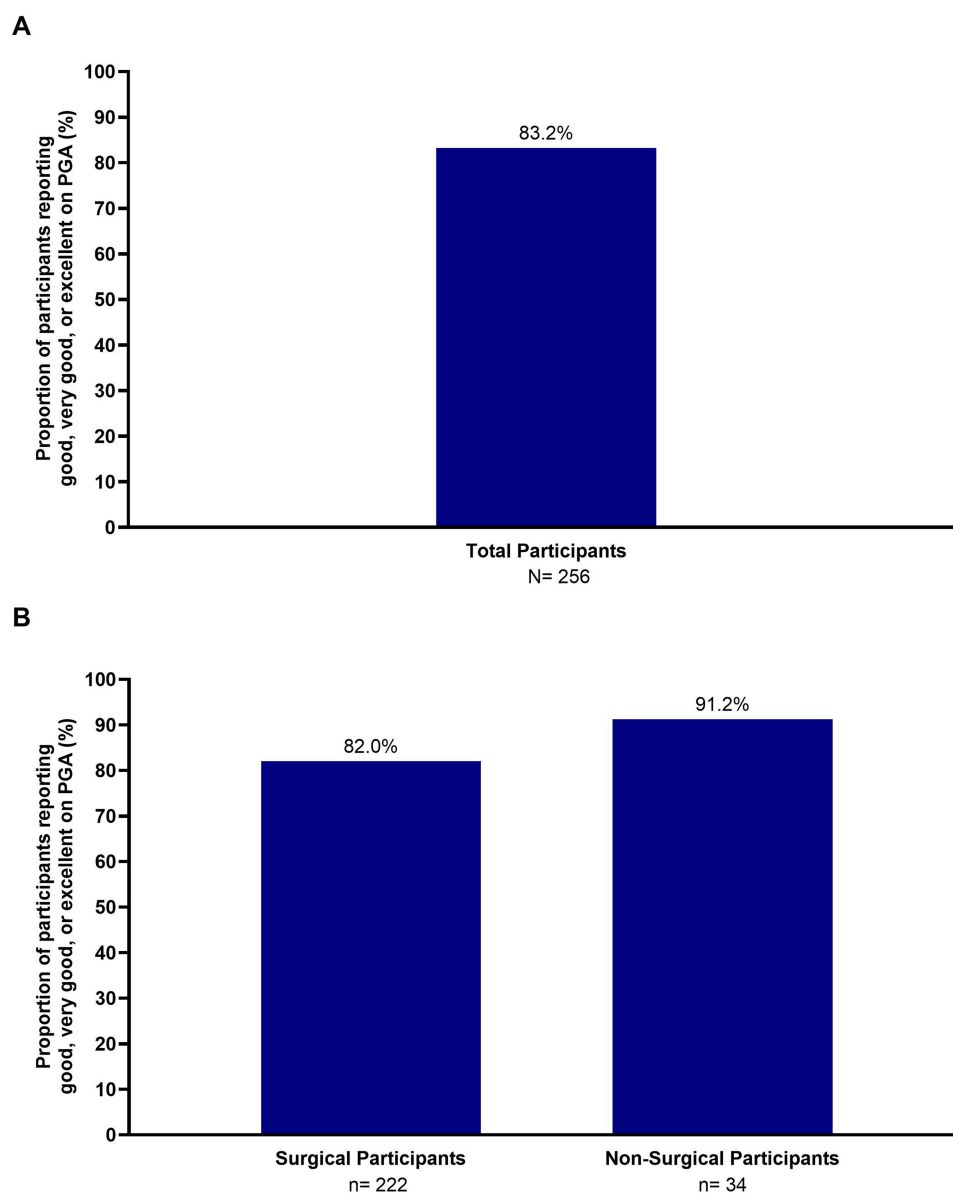 A
Proportion of participants reporting
good, very good, or excellent on PGA (%)
100
90
80
70
60
50
40
30
20
10
0
83.2%
Total Participants
N= 256
B
Proportion of participants reporting
good, very good, or excellent on PGA (%)
100
90
80
70
60
50
40
30
20
10
0
82.0%
91.2%
Surgical Participants
n= 222
Non-Surgical Participants
n= 34